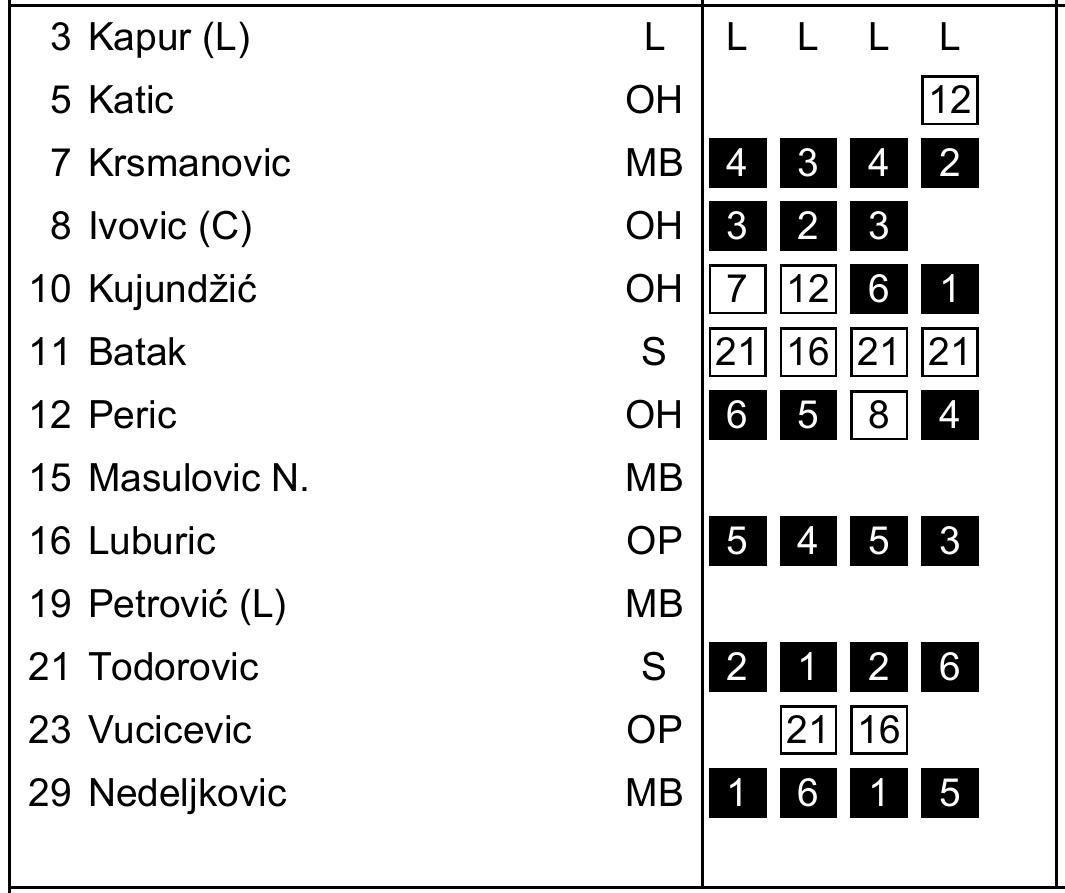 3 Kapur (L) L L L L L
5 Katic OH 12
7 Krsmanovic MB 4 3 4 2
8 Ivovic (C) OH 3 2 3
10 Kujundžić OH 7 12 6 1
11 Batak S 21 16 21 21
12 Peric OH 6 5 8 4
15 Masulovic N. MB
16 Luburic OP 5 4 5 3
19 Petrović (L) MB
21 Todorovic S 2 1 2 6
23 Vucicevic OP 21 16
29 Nedeljkovic MB 1 6 1 5